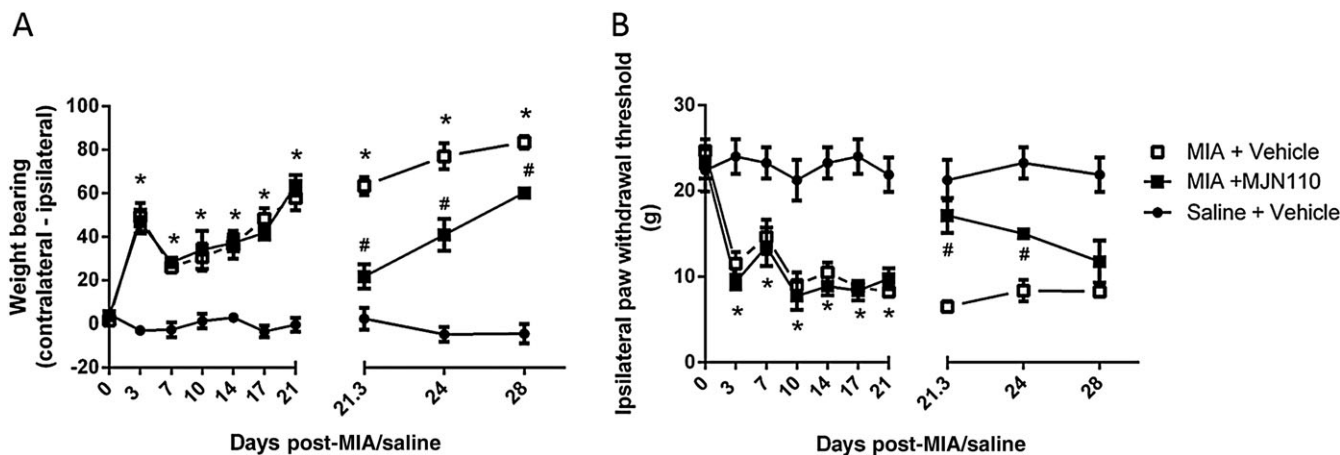 A
Weight bearing
(contralateral - ipsilateral)
100
80
60
40
20
0
-20
* * * * * * * * * *
# # #
0 3 7 10 14 17 21 21.3 24 28
Days post-MIA/saline
B
Ipsilateral paw withdrawal threshold
(g)
30
20
10
0
* * * * * *
# #
0 3 7 10 14 17 21 21.3 24 28
Days post-MIA/saline
MIA + Vehicle
MIA +MJN110
Saline + Vehicle